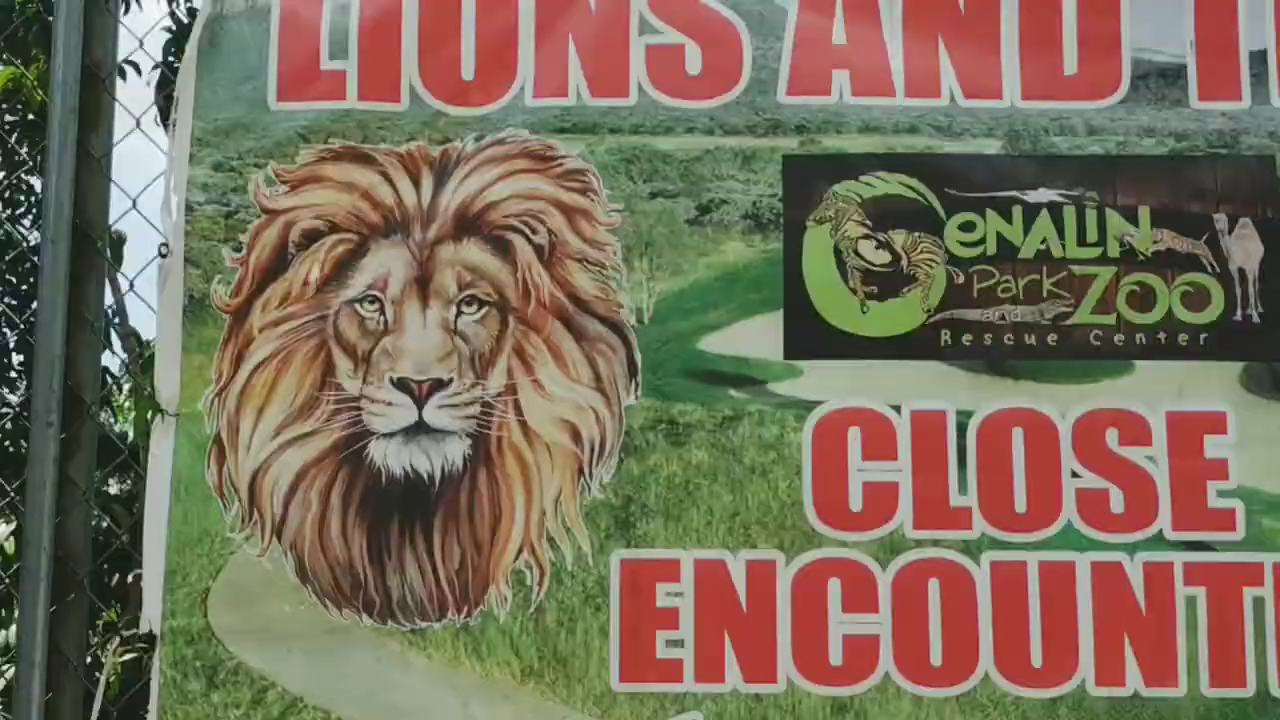 LIONS AND
GENALIN
Park
and ZOO
Rescue Center
CLOSE
ENCOUNT